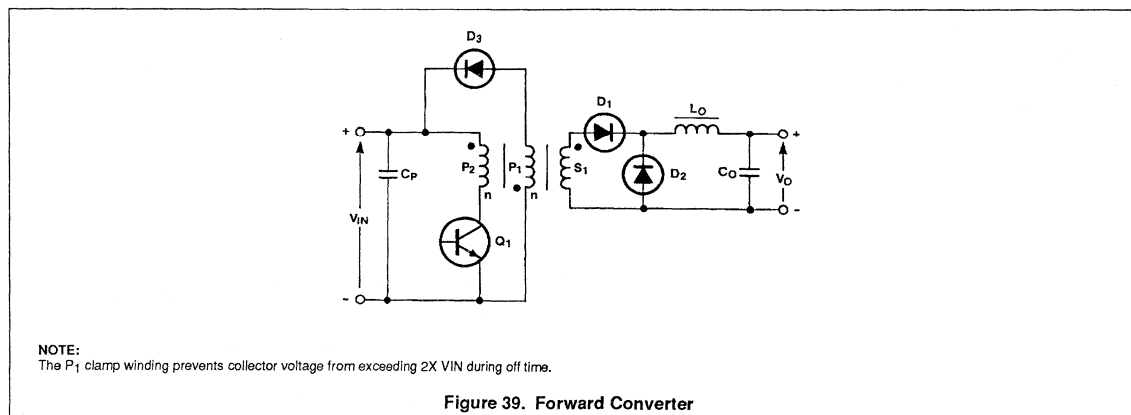 D3
D1
LO
+
P2
P1
S1
+
CP
D2
CO
VO
n
n
-
VIN
Q1
-
NOTE:
The P1 clamp winding prevents collector voltage from exceeding 2X VIN during off time.
Figure 39. Forward Converter